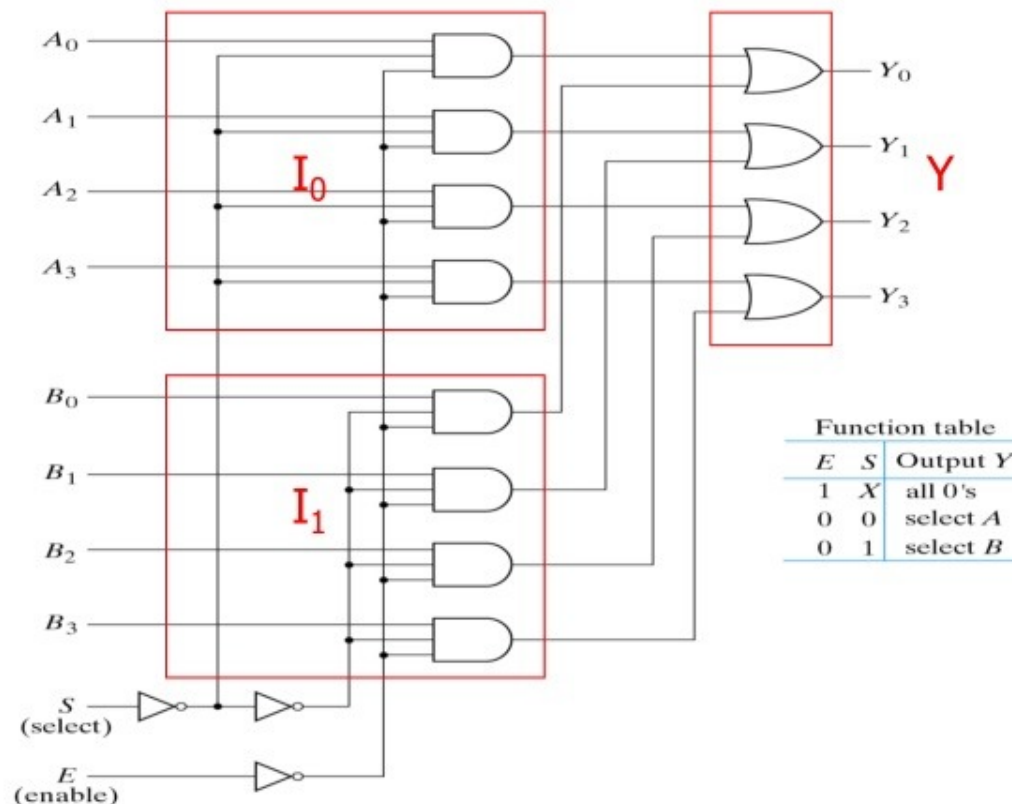 A₀
A₁
I₀
A₂
A₃
Y₀
Y₁
Y
Y₂
Y₃
B₀
B₁
I₁
B₂
B₃
S
(select)
E
(enable)
Function table
E S Output Y
1 X all 0's
0 0 select A
0 1 select B